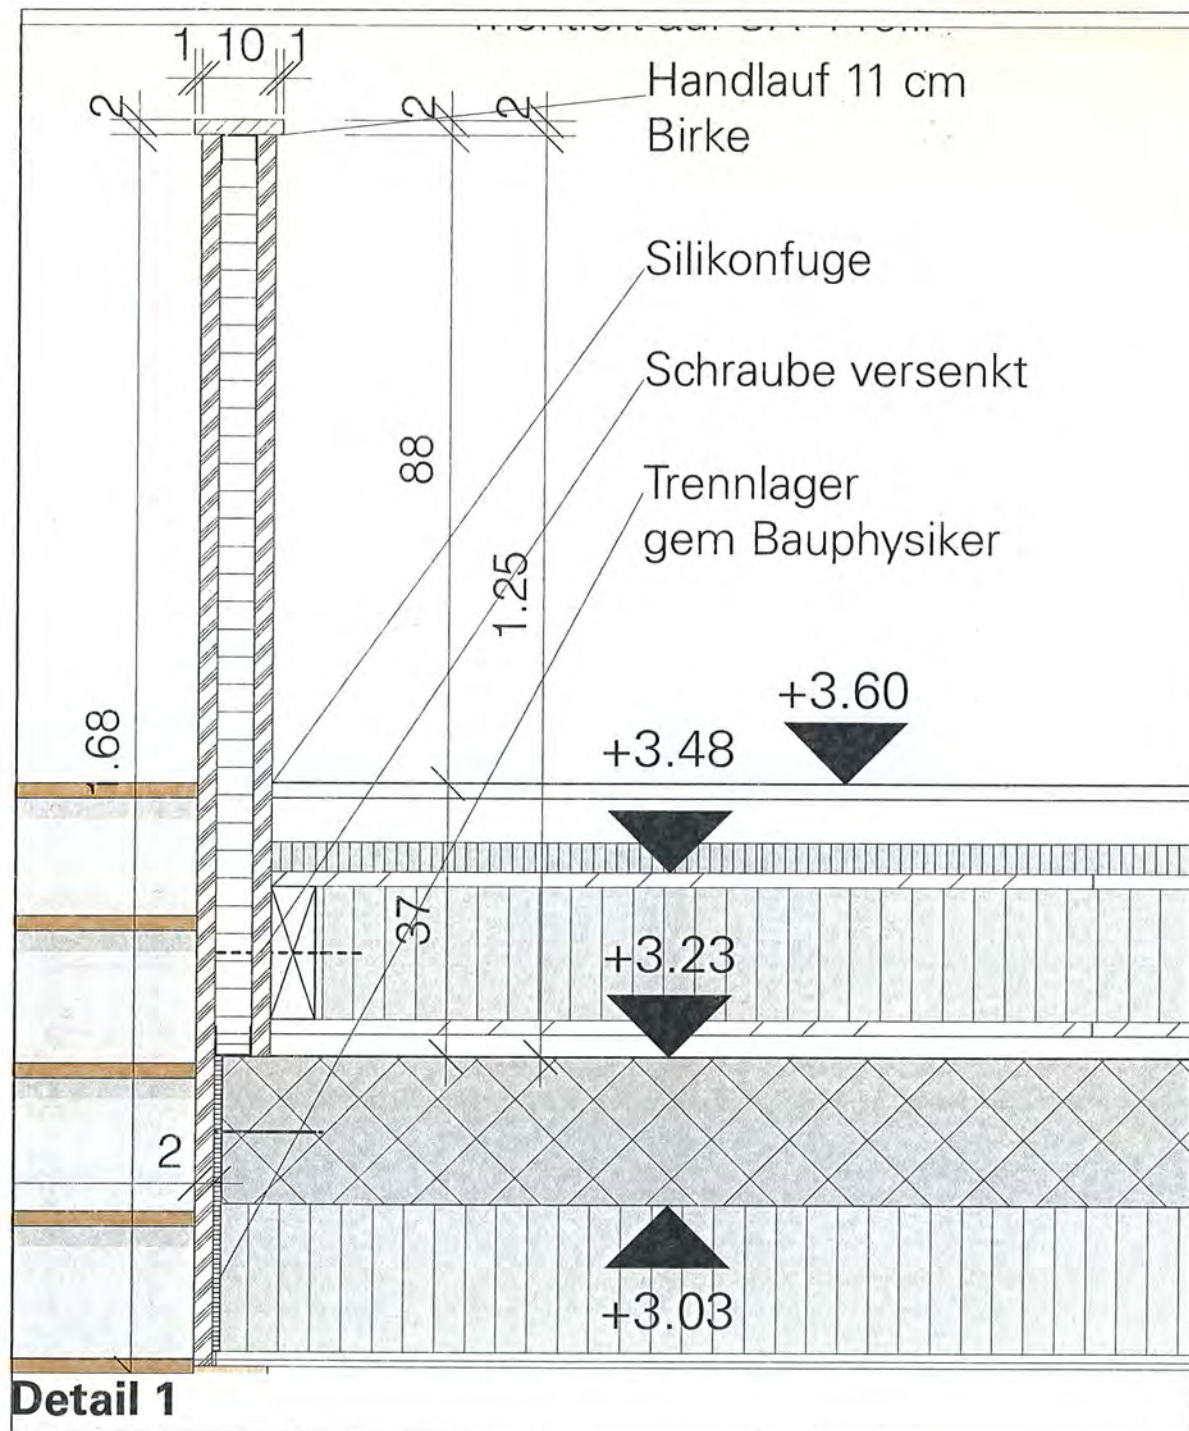 1 10 1
2
2
2
Handlauf 11 cm
Birke
Silikonfuge
Schraube versenkt
88
Trennlager
gem Bauphysiker
1.25
+3.60
1.68
+3.48
37
+3.23
2
+3.03
Detail 1